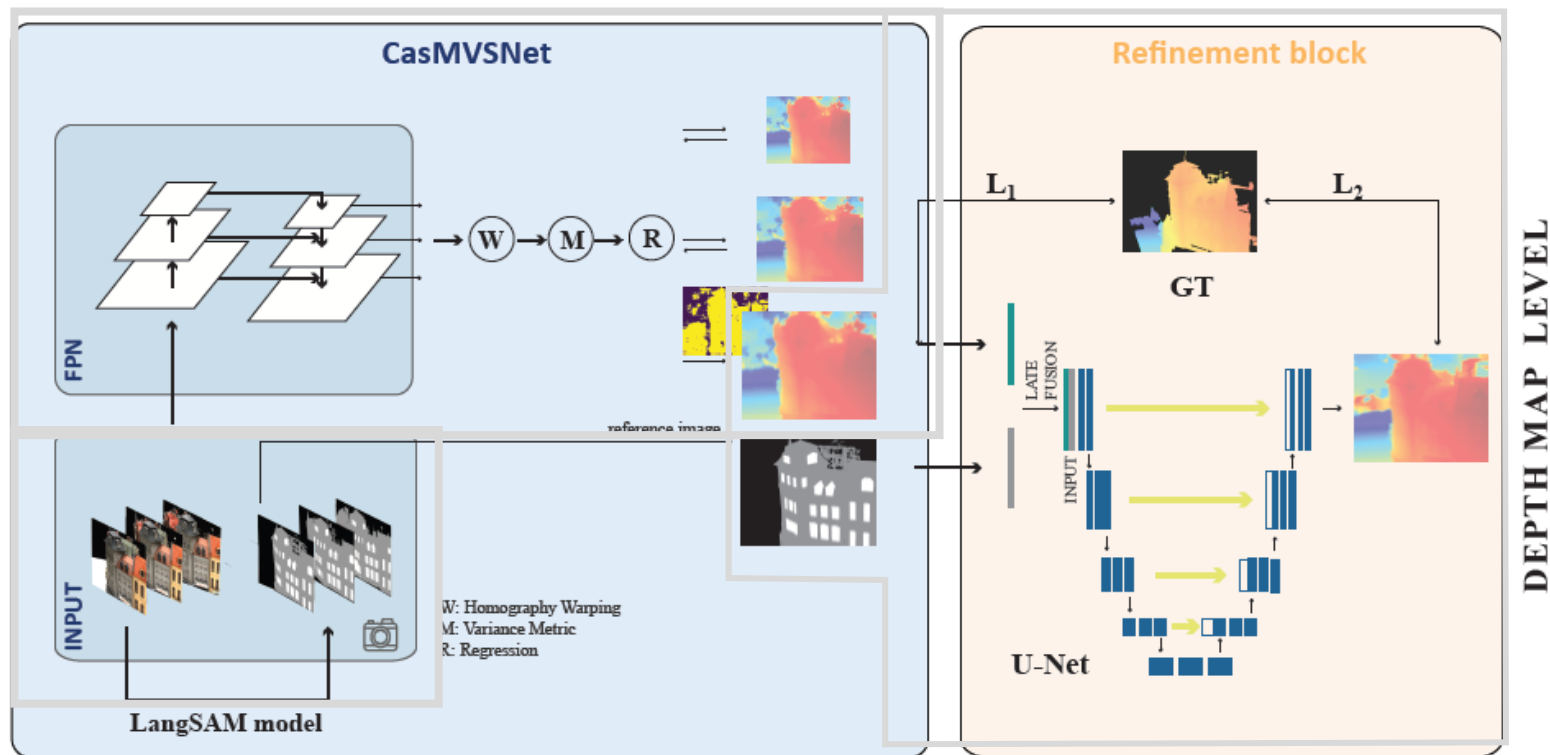 CasMVSNet
Refinement block
FPN
W
M
R
L1
L2
GT
LATE
FUSION
INPUT
reference image
INPUT
W: Homography Warping
M: Variance Metric
R: Regression
U-Net
LangSAM model
DEPTH MAP LEVEL